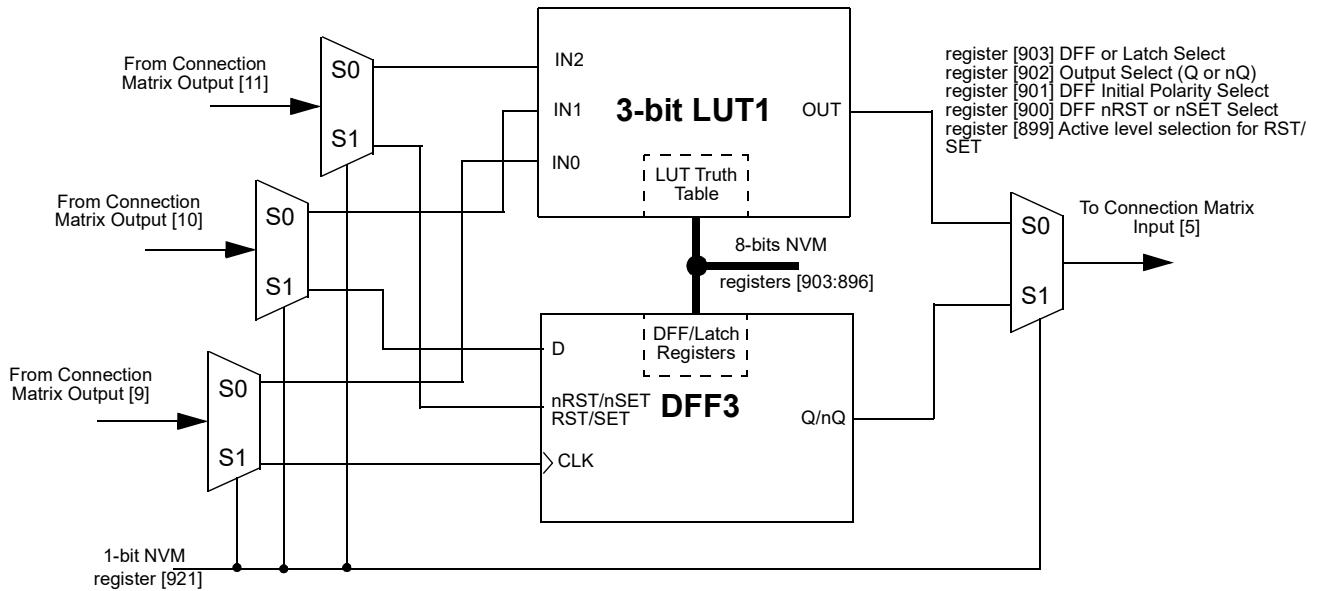 From Connection
Matrix Output [11]
S0
S1
From Connection
Matrix Output [10]
S0
S1
From Connection
Matrix Output [9]
S0
S1
1-bit NVM
register [921]
IN2
IN1
IN0
3-bit LUT1
OUT
LUT Truth
Table
8-bits NVM
registers [903:896]
DFF/Latch
Registers
D
nRST/nSET
RST/SET
DFF3
Q/nQ
CLK
register [903] DFF or Latch Select
register [902] Output Select (Q or nQ)
register [901] DFF Initial Polarity Select
register [900] DFF nRST or nSET Select
register [899] Active level selection for RST/
SET
S0
S1
To Connection Matrix
Input [5]